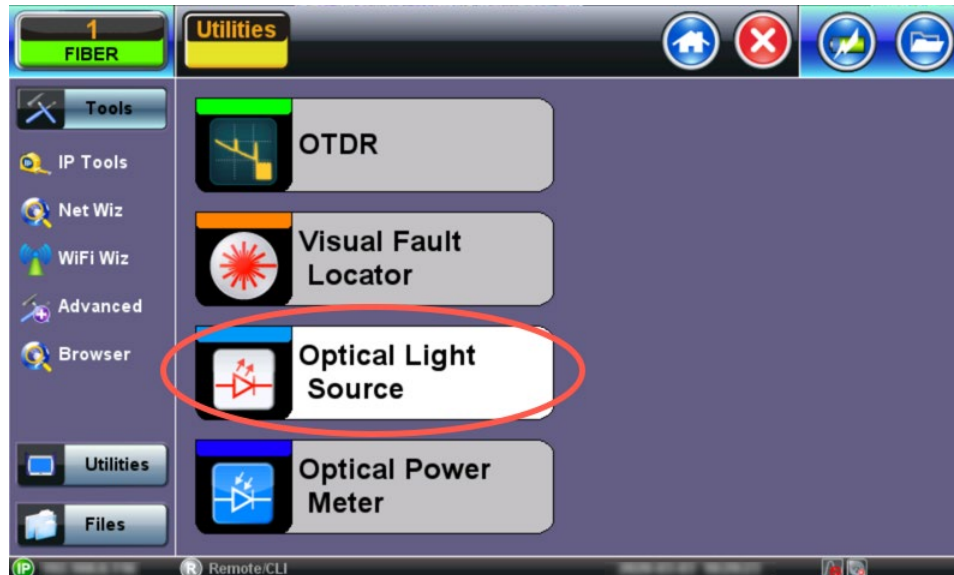 1
FIBER
Utilities
Tools
IP Tools
Net Wiz
WiFi Wiz
Advanced
Browser
Utilities
Files
OTDR
Visual Fault
Locator
Optical Light
Source
Optical Power
Meter
IP
R Remote/CLI